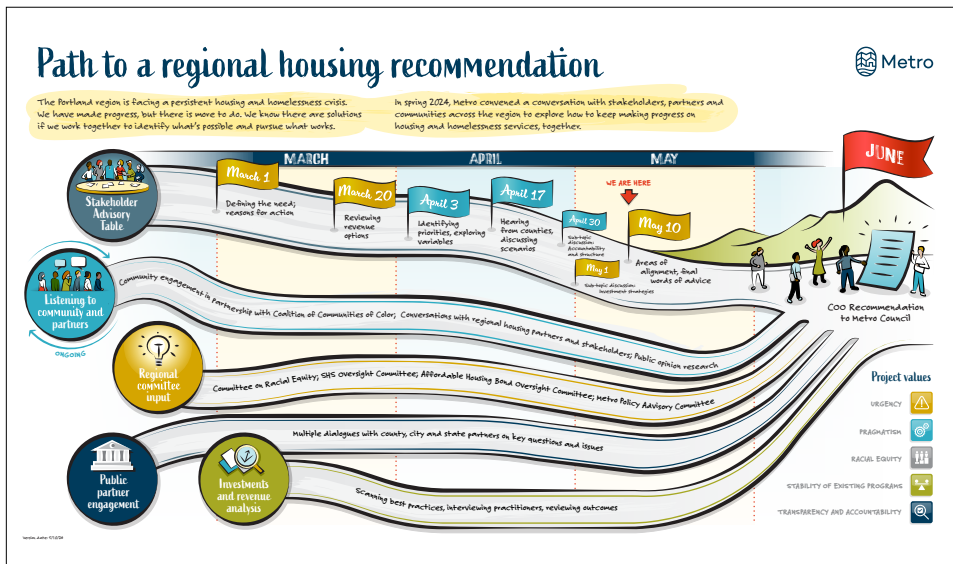 Path to a regional housing recommendation
Metro
The Portland region is facing a persistent housing and homelessness crisis.
We have made progress, but there is more to do. We know there are solutions
if we work together to identify what's possible and pursue what works.
In spring 2024, Metro convened a conversation with stakeholders, partners and
communities across the region to explore how to keep making progress on
housing and homelessness services, together.
MARCH
APRIL
MAY
JUNE
Stakeholder
Advisory
Table
March 1
Defining the need;
reasons for action
March 20
Reviewing
revenue
options
April 3
Identifying
priorities, exploring
variables
April 17
Hearing
from counties,
discussing
scenarios
April 30
Sub-topic
discussion:
Accountability
and structure
May 1
Sub-topic discussion:
Investment strategies
WE ARE HERE
May 10
Areas of
alignment, final
words of advice
COO Recommendation
to Metro Council
Listening to
community and
partners
ONGOING
Community engagement in Partnership with Coalition of Communities of Color; Conversations with regional housing partners and stakeholders; Public opinion research
Regional
committee
input
Committee on Racial Equity; SHS Oversight Committee; Affordable Housing Bond Oversight Committee; Metro Policy Advisory Committee
Public
partner
engagement
Multiple dialogues with county, city and state partners on key questions and issues
Investments
and revenue
analysis
Scanning best practices, interviewing practitioners, reviewing outcomes
Project values
URGENCY
PRAGMATISM
RACIAL EQUITY
STABILITY OF EXISTING PROGRAMS
TRANSPARENCY AND ACCOUNTABILITY